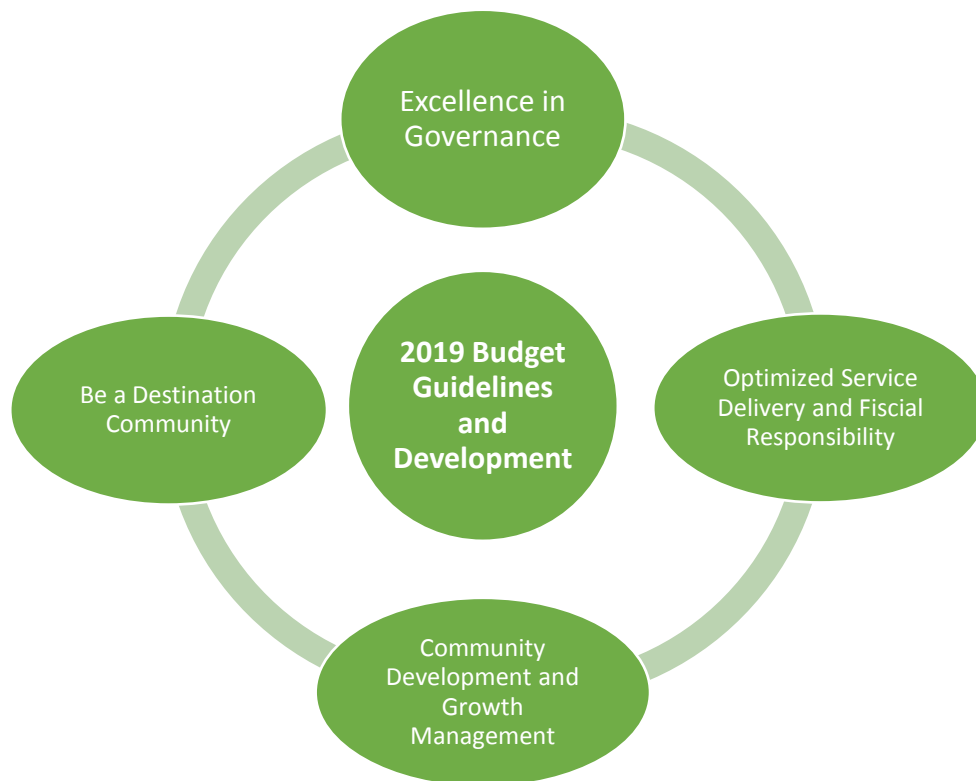 Excellence in
Governance
Be a Destination
Community
2019 Budget
Guidelines
and
Development
Optimized Service
Delivery and Fiscial
Responsibility
Community
Development and
Growth
Management